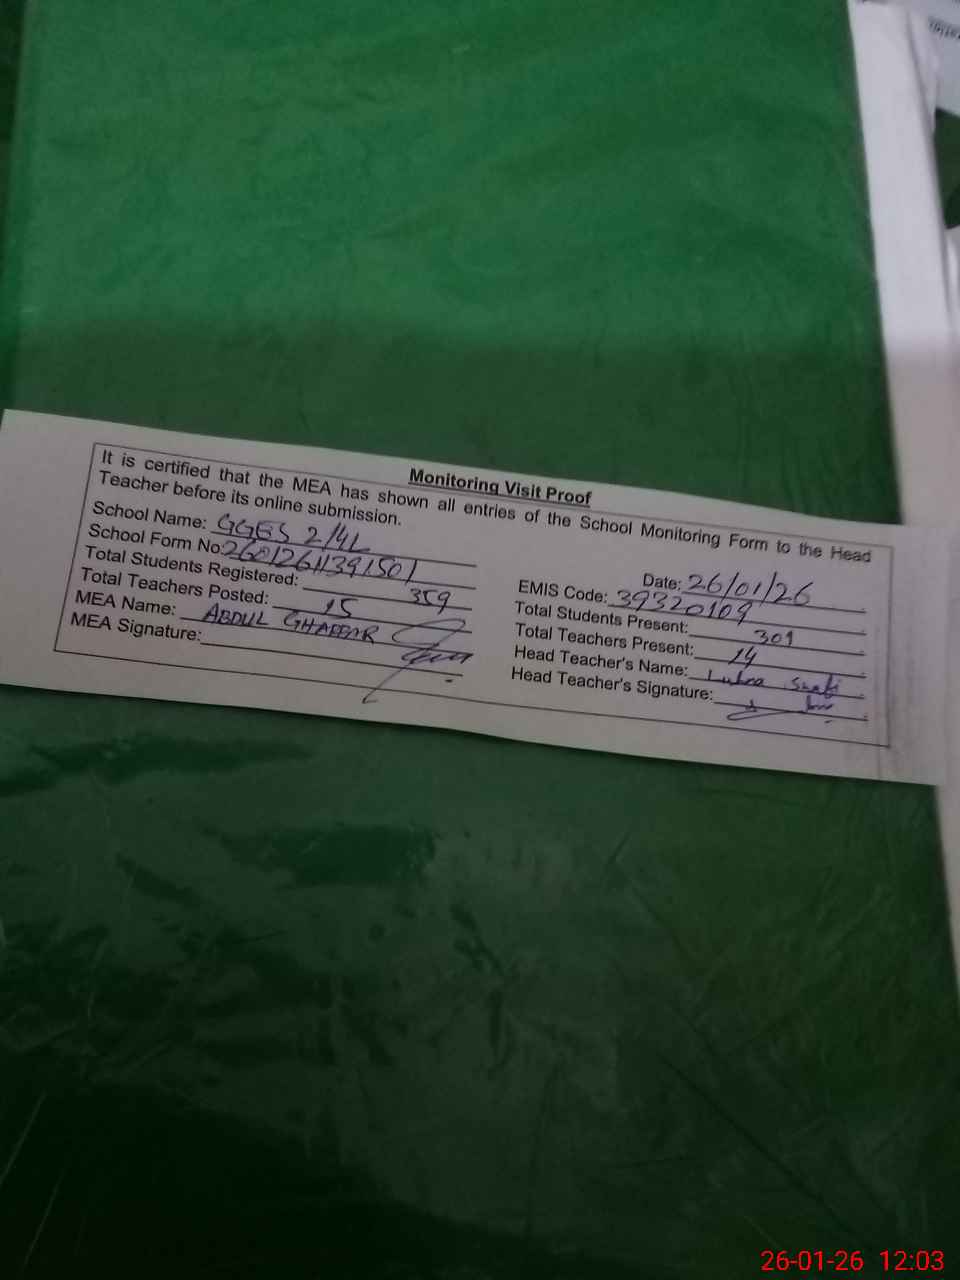 Monitoring Visit Proof
It is certified that the MEA has shown all entries of the School Monitoring Form to the Head
Teacher before its online submission.
School Name: GGES 2/4L
Date: 26/01/26
School Form No: 26012611391501
EMIS Code: 39320109
Total Students Registered: 359
Total Students Present: 301
Total Teachers Posted: 15
Total Teachers Present: 14
MEA Name: ABDUL GHAFFAR
Head Teacher's Name: Lubna Shafi
MEA Signature:
Head Teacher's Signature:
26-01-26 12:03